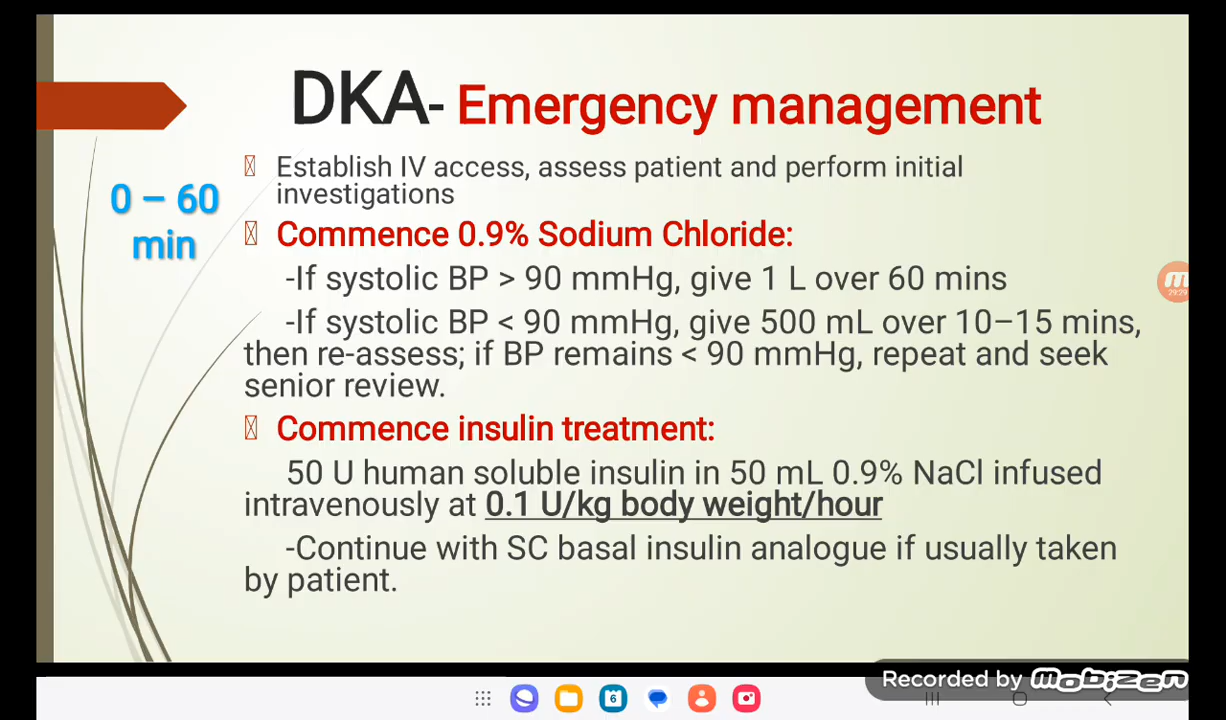 DKA- Emergency management
0 – 60
min
Establish IV access, assess patient and perform initial
investigations
Commence 0.9% Sodium Chloride:
-If systolic BP > 90 mmHg, give 1 L over 60 mins
-If systolic BP < 90 mmHg, give 500 mL over 10–15 mins,
then re-assess; if BP remains < 90 mmHg, repeat and seek
senior review.
Commence insulin treatment:
50 U human soluble insulin in 50 mL 0.9% NaCl infused
intravenously at 0.1 U/kg body weight/hour
-Continue with SC basal insulin analogue if usually taken
by patient.
29:29
6
Recorded by mobizen